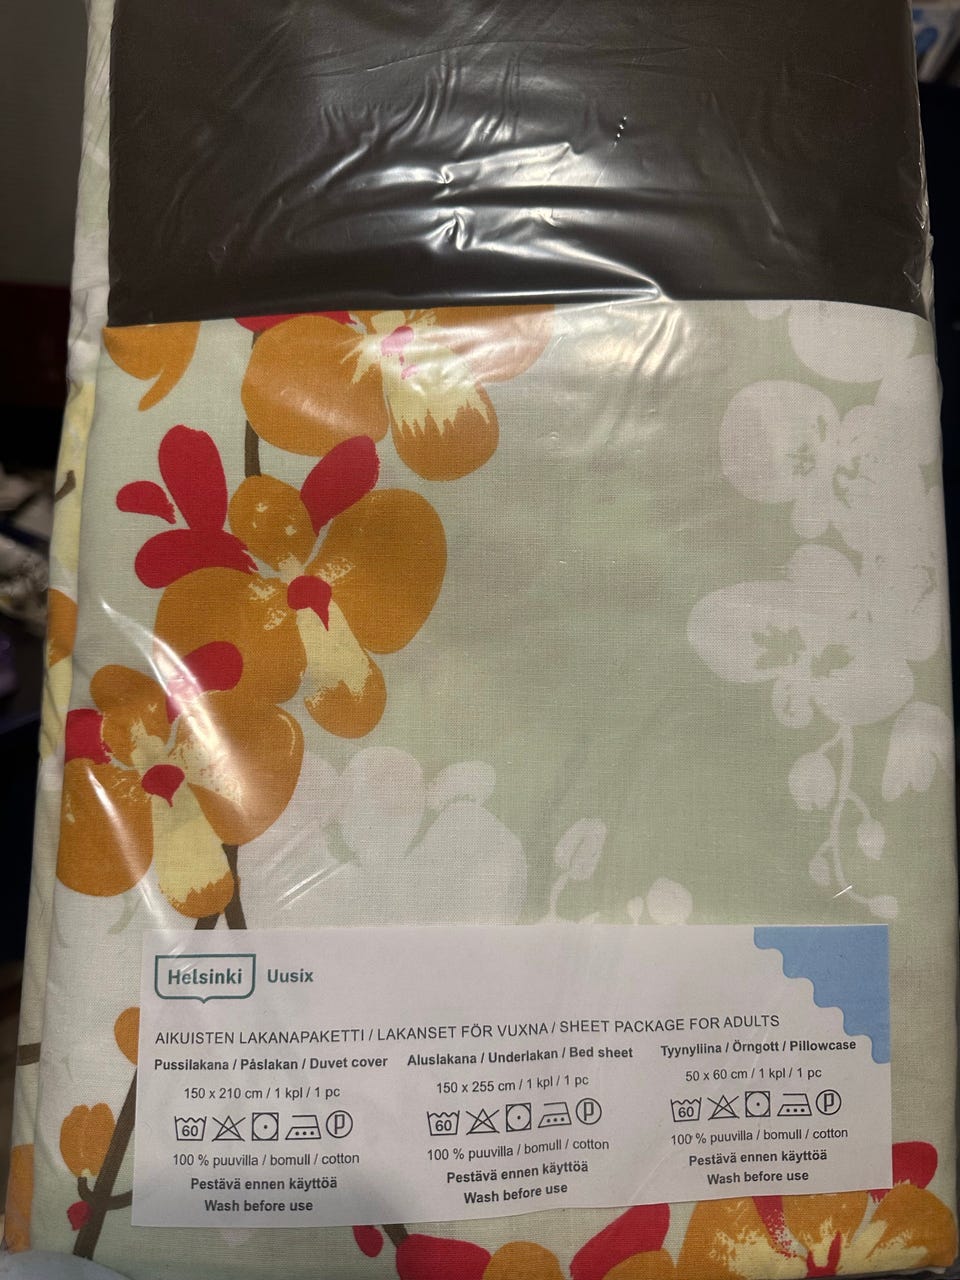 Helsinki Uusix
AIKUISTEN LAKANAPAKETTI / LAKANSET FÖR VUXNA / SHEET PACKAGE FOR ADULTS
Pussilakana / Påslakan / Duvet cover
150 x 210 cm / 1 kpl / 1 pc
60 P
100 % puuvilla / bomull / cotton
Pestävä ennen käyttöä
Wash before use
Aluslakana / Underlakan / Bed sheet
150 x 255 cm / 1 kpl / 1 pc
60 P
100 % puuvilla / bomull / cotton
Pestävä ennen käyttöä
Wash before use
Tyynyliina / Örngott / Pillowcase
50 x 60 cm / 1 kpl / 1 pc
60 P
100 % puuvilla / bomull / cotton
Pestävä ennen käyttöä
Wash before use